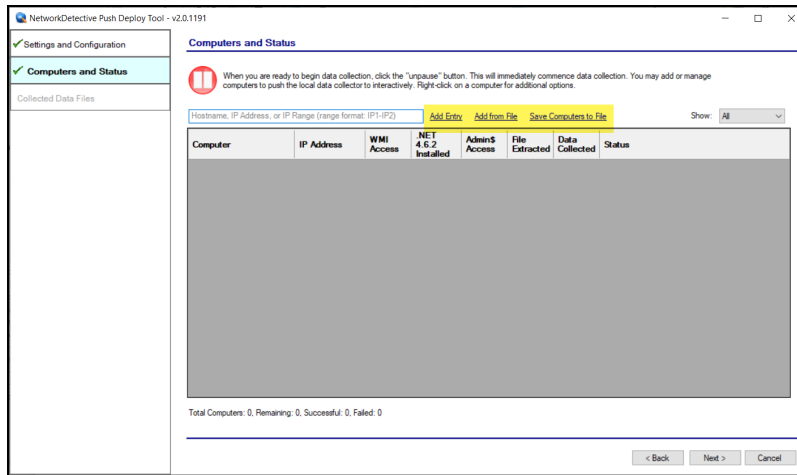 NetworkDetective Push Deploy Tool - v2.0.1191
Settings and Configuration
Computers and Status
Collected Data Files
Computers and Status
When you are ready to begin data collection, click the "unpause" button. This will immediately commence data collection. You may add or manage
computers to push the local data collector to interactively. Right-click on a computer for additional options.
Hostname, IP Address, or IP Range (range format: IP1-IP2) Add Entry Add from File Save Computers to File Show: All
Computer IP Address WMI Access .NET 4.6.2 Installed Admin$ Access File Extracted Data Collected Status
Total Computers: 0, Remaining: 0, Successful: 0, Failed: 0
< Back Next > Cancel